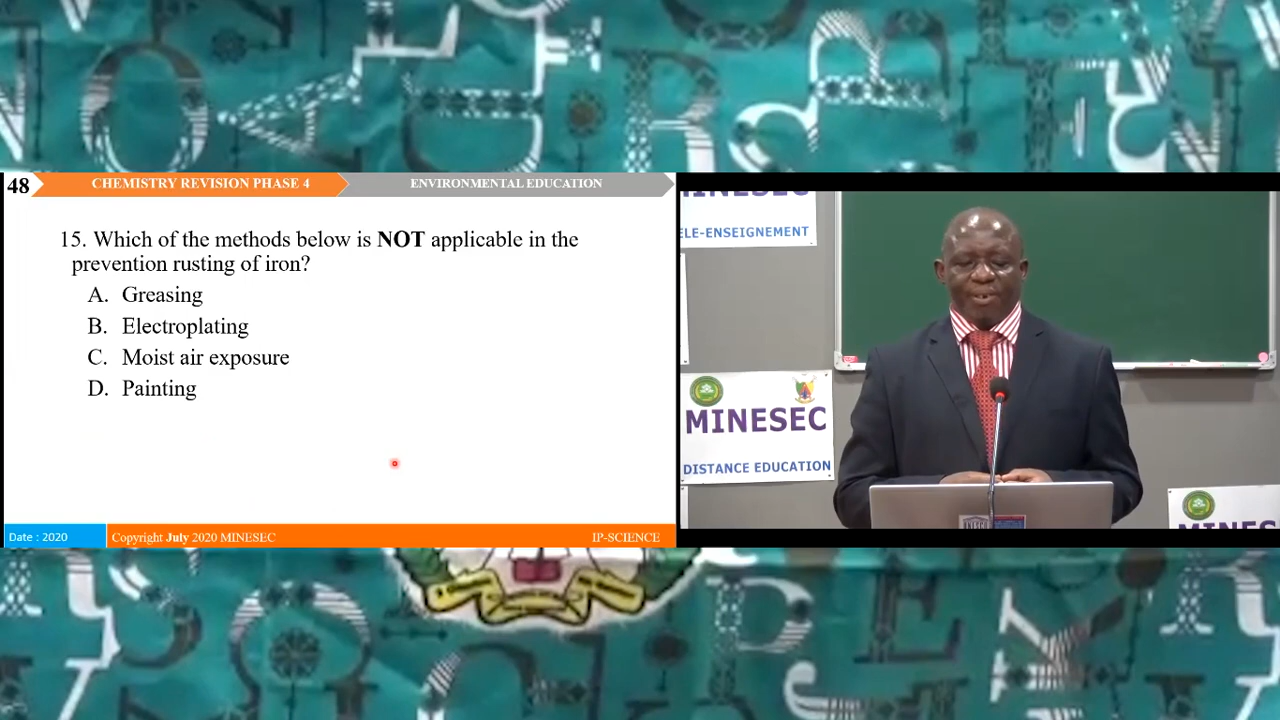 48
CHEMISTRY REVISION PHASE 4
ENVIRONMENTAL EDUCATION
15. Which of the methods below is NOT applicable in the
prevention rusting of iron?
A. Greasing
B. Electroplating
C. Moist air exposure
D. Painting
Date : 2020
Copyright July 2020 MINESEC
IP-SCIENCE
MINESEC
ELE-ENSEIGNEMENT
MINESEC
DISTANCE EDUCATION
MINES